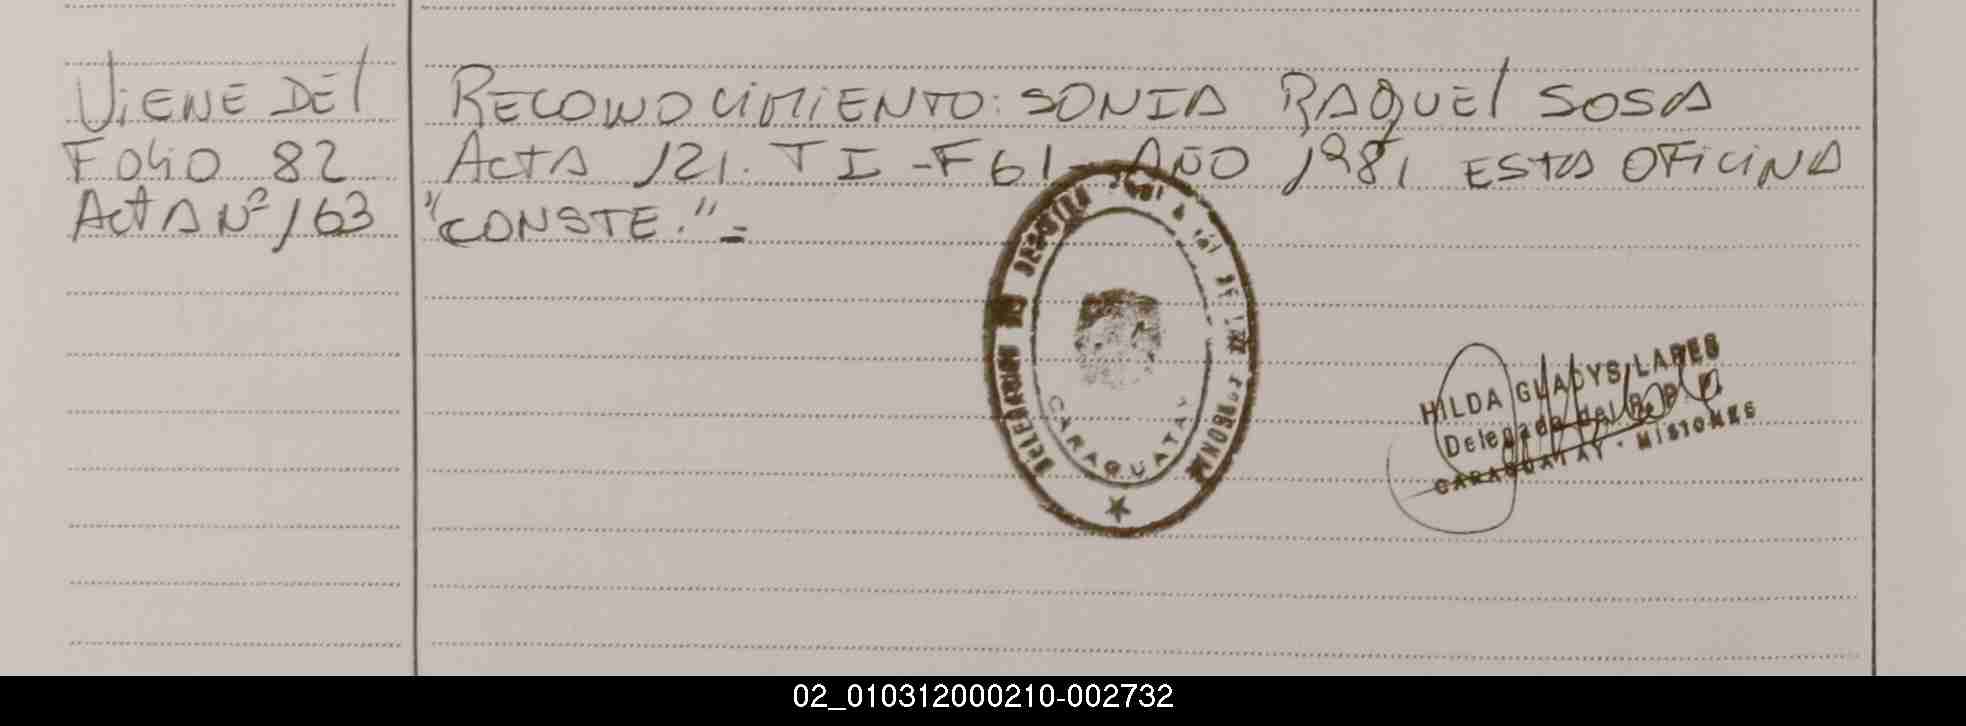 Viene del
Folio 82
Acta Nº 163
Reconocimiento: Sonia Raquel Sosa
Acta 121. T I - F 61 - Año 1981 esta oficina
"conste." =
CARAGUATAY
HILDA GLADYS LARES
Delegada del R. P.
CARAGUATAY - MISIONES
02_010312000210-002732